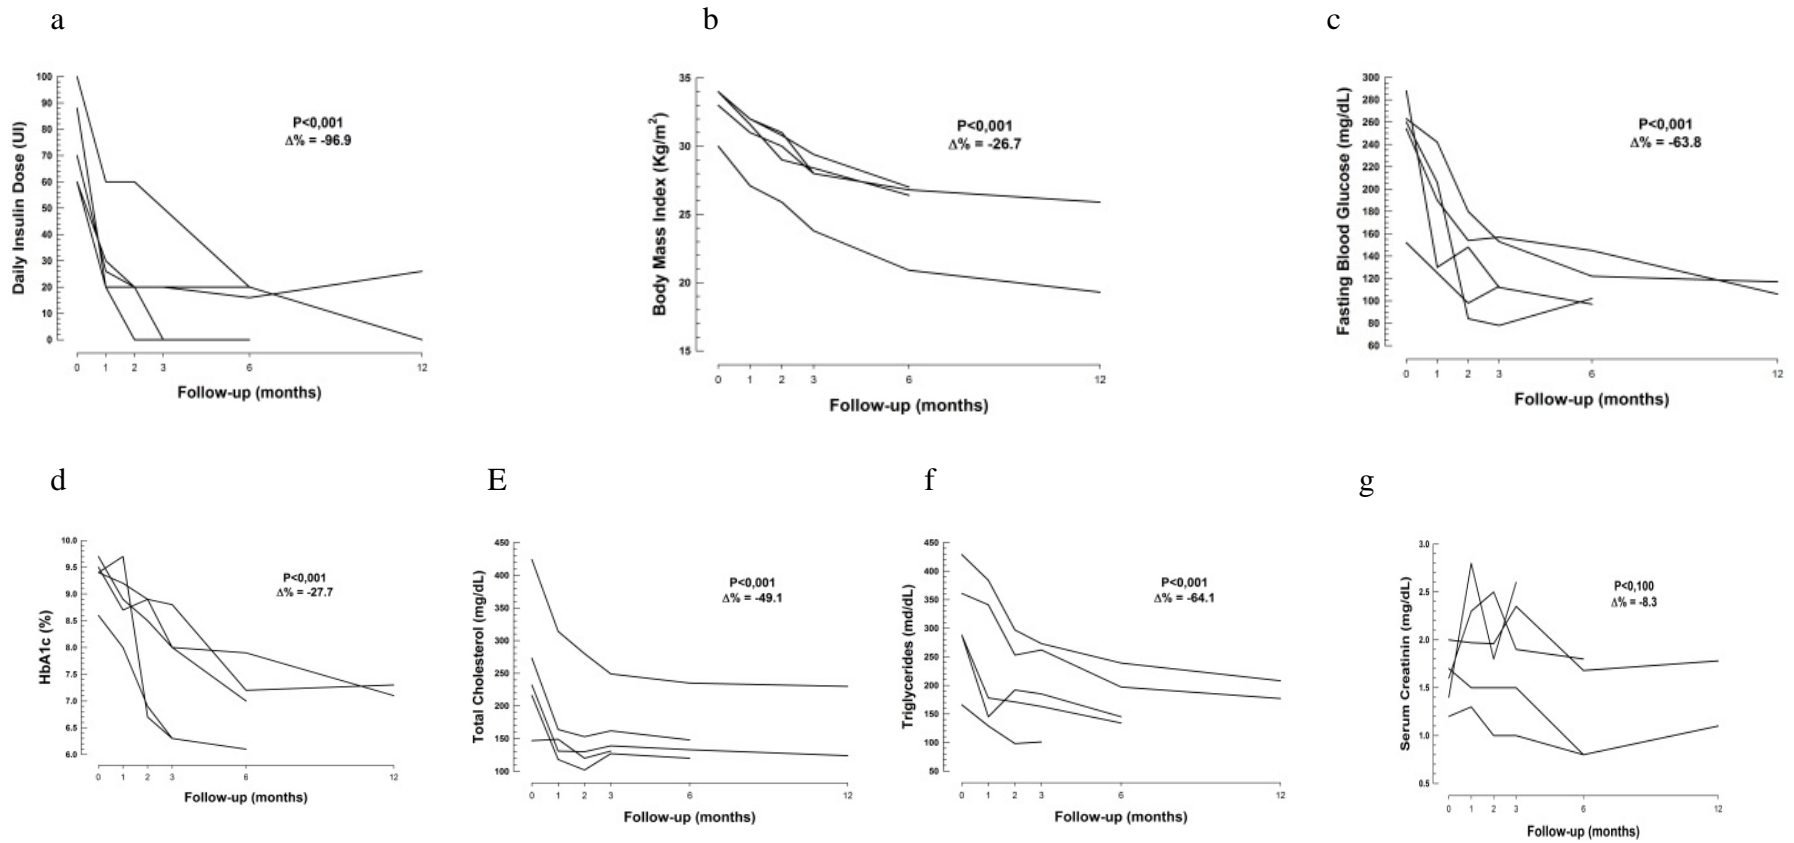 a
b
c
Daily Insulin Dose (UI)
100
90
80
70
60
50
40
30
20
10
0
P<0,001
Δ% = -96.9
0 1 2 3 6 12
Follow-up (months)
Body Mass Index (Kg/m2)
35
30
25
20
15
P<0,001
Δ% = -26.7
0 1 2 3 6 12
Follow-up (months)
Fasting Blood Glucose (mg/dL)
300
280
260
240
220
200
180
160
140
120
100
80
60
P<0,001
Δ% = -63.8
0 1 2 3 6 12
Follow-up (months)
d
E
f
g
HbA1c (%)
10.0
9.5
9.0
8.5
8.0
7.5
7.0
6.5
6.0
P<0,001
Δ% = -27.7
0 1 2 3 6 12
Follow-up (months)
Total Cholesterol (mg/dL)
450
400
350
300
250
200
150
100
P<0,001
Δ% = -49.1
0 1 2 3 6 12
Follow-up (months)
Triglycerides (md/dL)
450
400
350
300
250
200
150
100
50
P<0,001
Δ% = -64.1
0 1 2 3 6 12
Follow-up (months)
Serum Creatinin (mg/dL)
3.0
2.5
2.0
1.5
1.0
0.5
P<0,100
Δ% = -8.3
0 1 2 3 6 12
Follow-up (months)